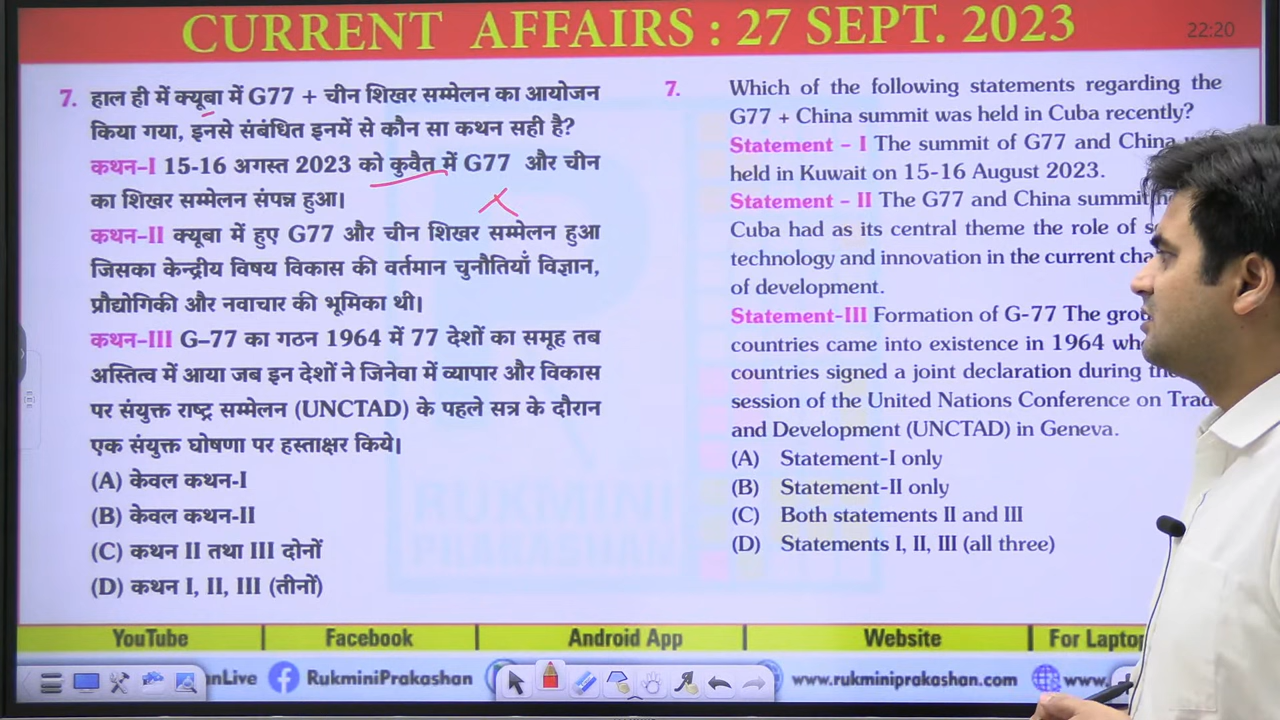 CURRENT AFFAIRS : 27 SEPT. 2023
22:20
7. हाल ही में क्यूबा में G77 + चीन शिखर सम्मेलन का आयोजन
किया गया, इनसे संबंधित इनमें से कौन सा कथन सही है?
कथन-I 15-16 अगस्त 2023 को कुवैत में G77 और चीन
का शिखर सम्मेलन संपन्न हुआ।
कथन-II क्यूबा में हुए G77 और चीन शिखर सम्मेलन हुआ
जिसका केन्द्रीय विषय विकास की वर्तमान चुनौतियाँ विज्ञान,
प्रौद्योगिकी और नवाचार की भूमिका थी।
कथन-III G–77 का गठन 1964 में 77 देशों का समूह तब
अस्तित्व में आया जब इन देशों ने जिनेवा में व्यापार और विकास
पर संयुक्त राष्ट्र सम्मेलन (UNCTAD) के पहले सत्र के दौरान
एक संयुक्त घोषणा पर हस्ताक्षर किये।
(A) केवल कथन-I
(B) केवल कथन-II
(C) कथन II तथा III दोनों
(D) कथन I, II, III (तीनों)
7. Which of the following statements regarding the
G77 + China summit was held in Cuba recently?
Statement - I The summit of G77 and China
held in Kuwait on 15-16 August 2023.
Statement - II The G77 and China summit
Cuba had as its central theme the role of
technology and innovation in the current
of development.
Statement-III Formation of G-77 The
countries came into existence in 1964
countries signed a joint declaration during
session of the United Nations Conference on
and Development (UNCTAD) in Geneva.
(A) Statement-I only
(B) Statement-II only
(C) Both statements II and III
(D) Statements I, II, III (all three)
RUKMINI
PRAKASHAN
YouTube Facebook Android App Website For
RukminiPrakashan www.rukminiprakashan.com www.